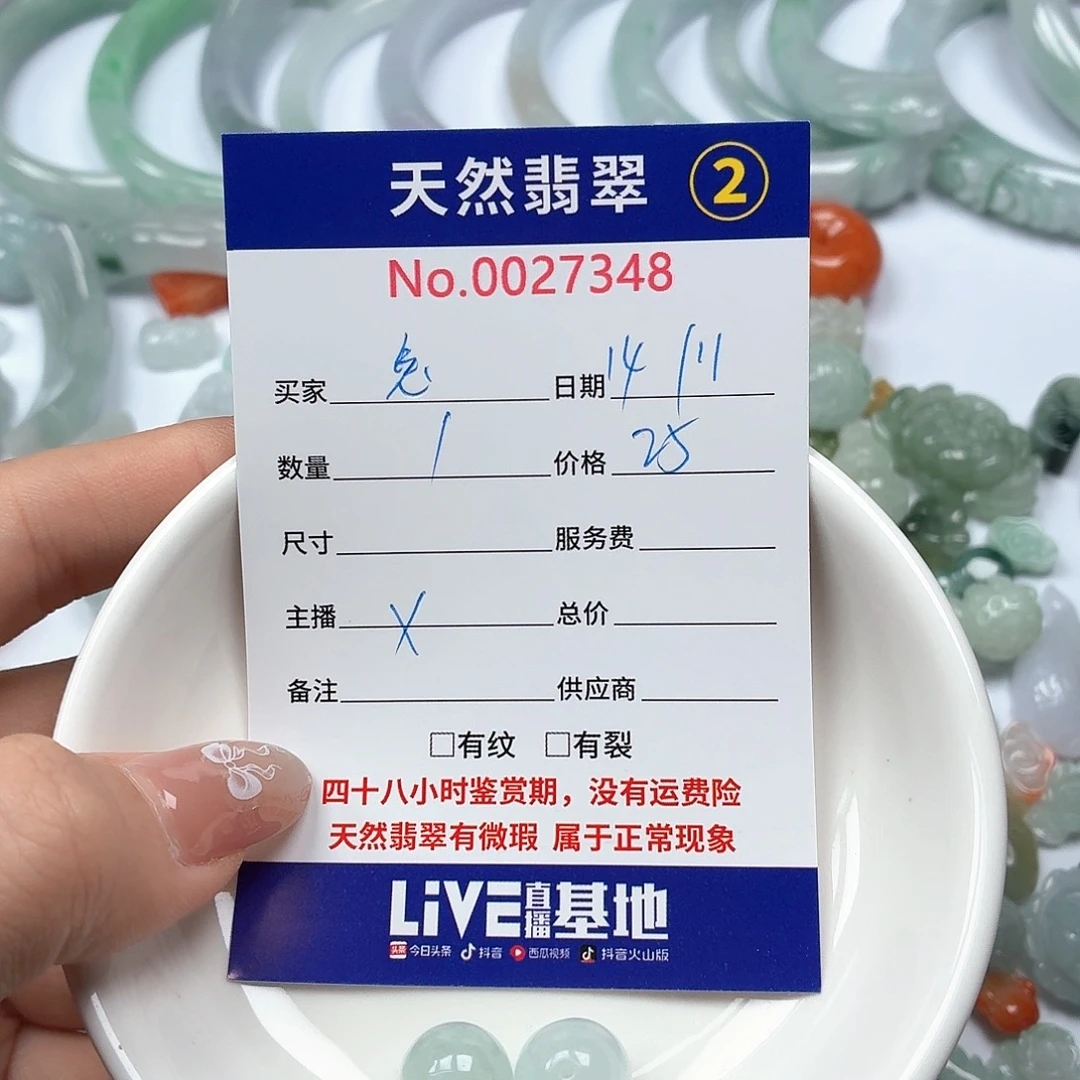 天然翡翠 ②
No.0027348
买家 兔 日期 14/11
数量 1 价格 25
尺寸 服务费
主播 X 总价
备注 供应商
□有纹 □有裂
四十八小时鉴赏期，没有运费险
天然翡翠有微瑕 属于正常现象
LiVE直播基地
头条 今日头条 抖音 西瓜视频 抖音火山版